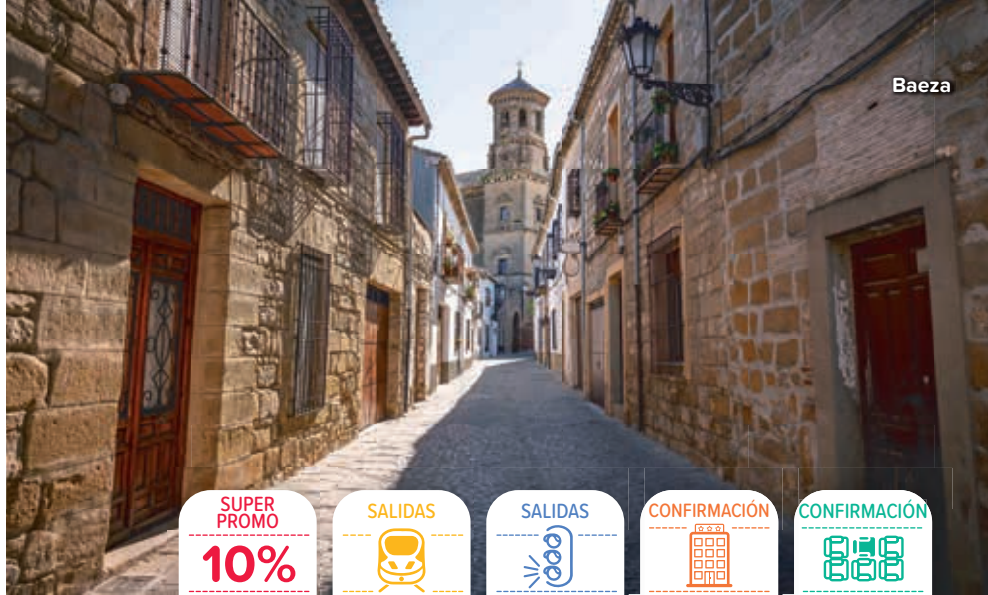 Baeza
SUPER
PROMO
10%
SALIDAS
SALIDAS
CONFIRMACIÓN
CONFIRMACIÓN